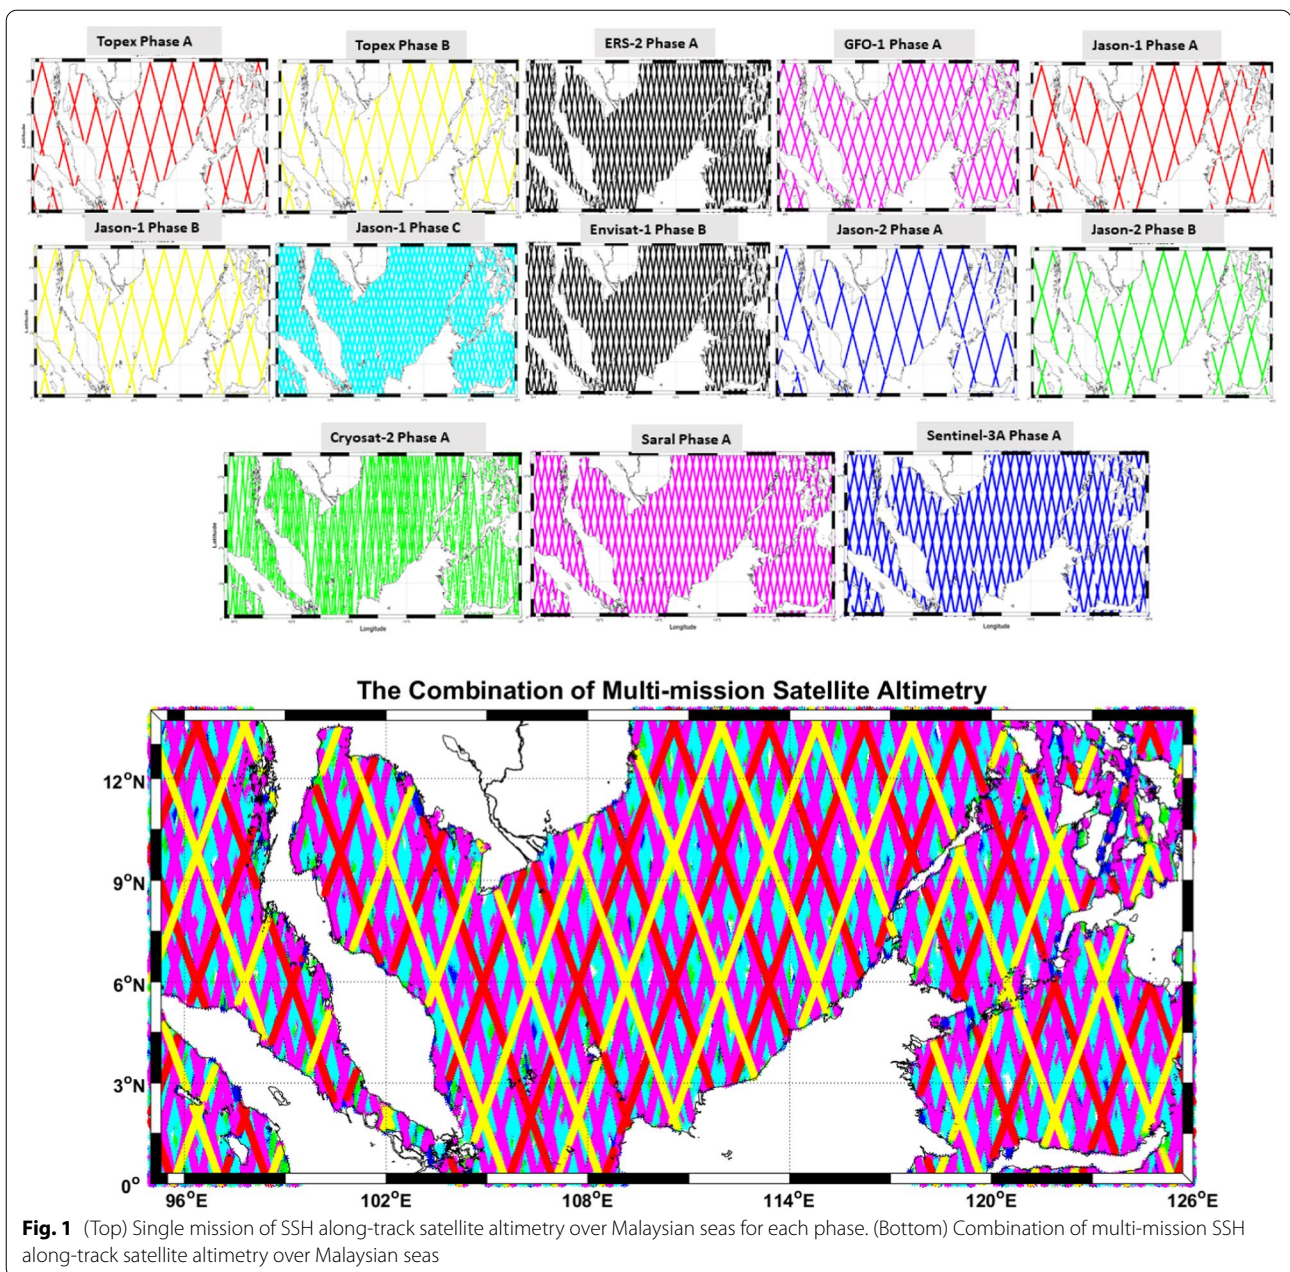 Topex Phase A
Topex Phase B
ERS-2 Phase A
GFO-1 Phase A
Jason-1 Phase A
Jason-1 Phase B
Jason-1 Phase C
Envisat-1 Phase B
Jason-2 Phase A
Jason-2 Phase B
Cryosat-2 Phase A
Saral Phase A
Sentinel-3A Phase A
Latitude
Longitude
Longitude
Longitude
The Combination of Multi-mission Satellite Altimetry
12°N
9°N
6°N
3°N
0°
96°E
102°E
108°E
114°E
120°E
126°E
Fig. 1 (Top) Single mission of SSH along-track satellite altimetry over Malaysian seas for each phase. (Bottom) Combination of multi-mission SSH
along-track satellite altimetry over Malaysian seas